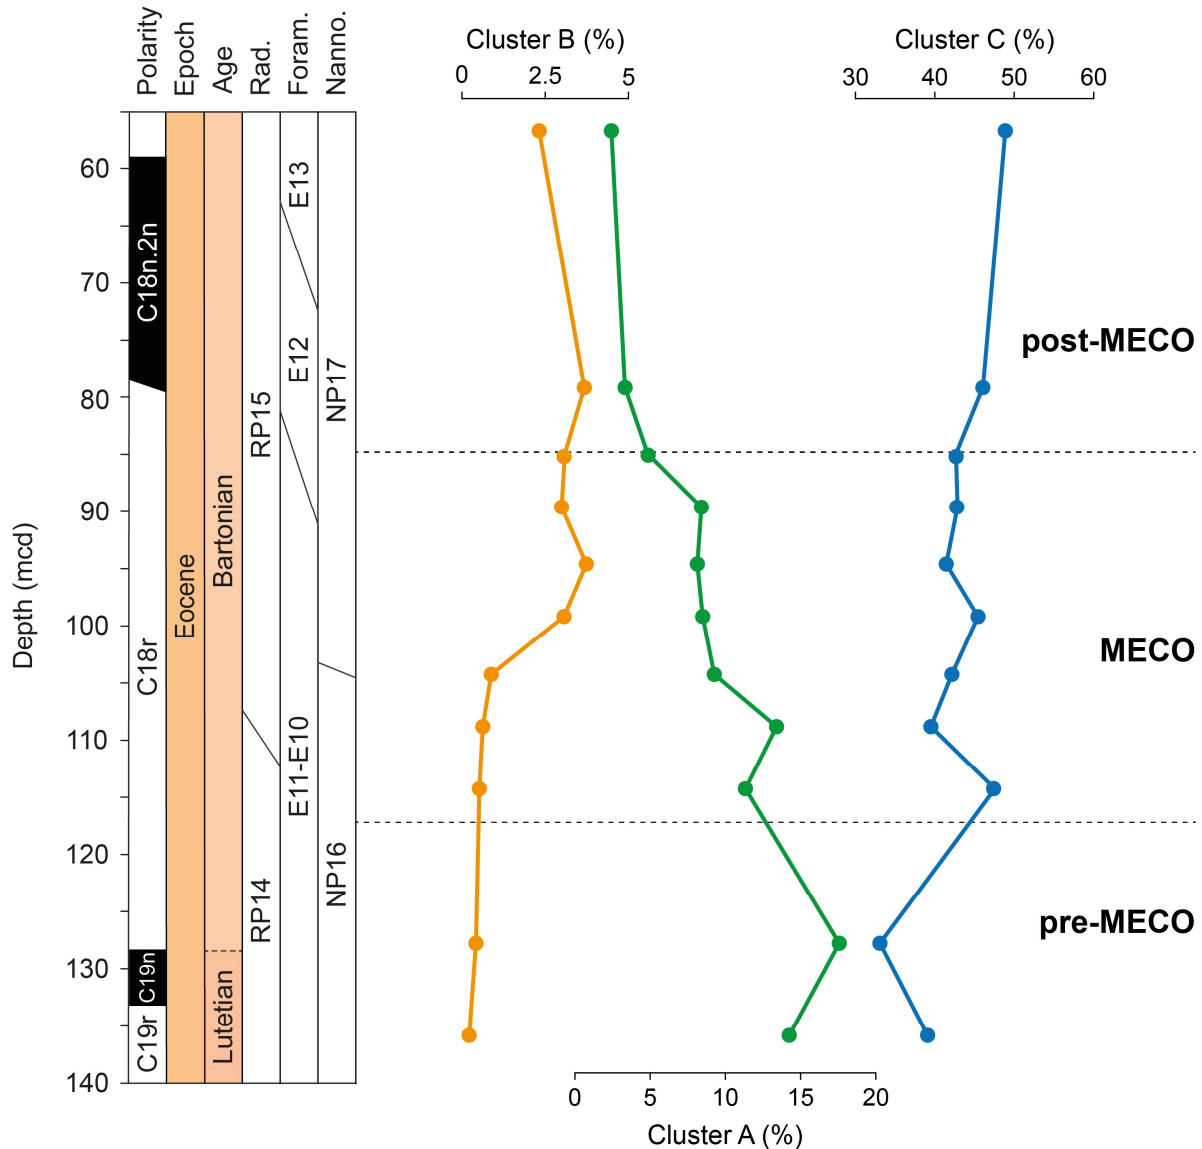 Polarity
Epoch
Age
Rad.
Foram.
Nanno.
Cluster B (%)
0 2.5 5
Cluster C (%)
30 40 50 60
Depth (mcd)
60
70
80
90
100
110
120
130
140
C18n.2n
C18r
C19n
C19r
Eocene
Bartonian
Lutetian
RP15
RP14
E13
E12
E11-E10
NP17
NP16
post-MECO
MECO
pre-MECO
0 5 10 15 20
Cluster A (%)